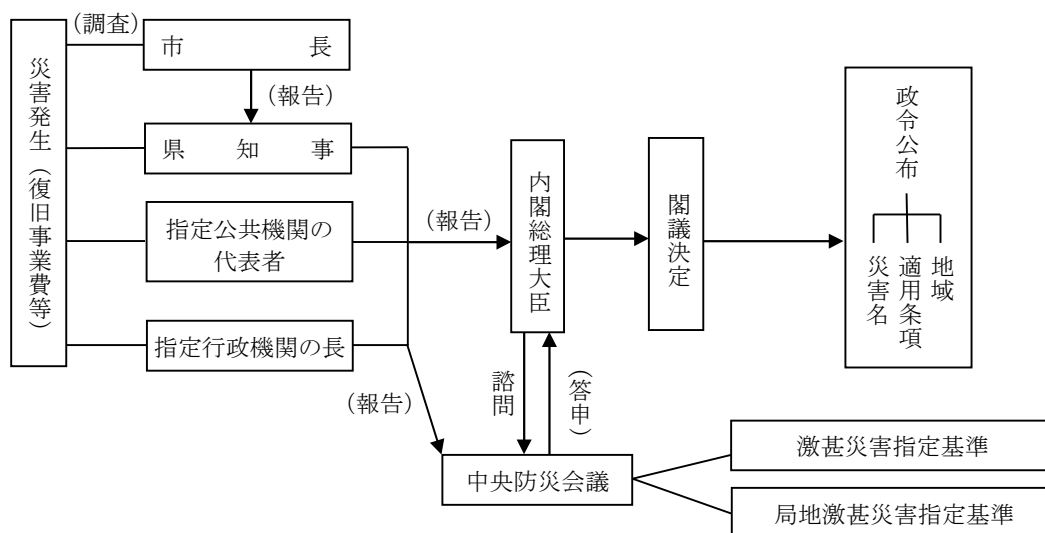 災害発生（復旧事業費等）
（調査）
市長
（報告）
県知事
指定公共機関の
代表者
指定行政機関の長
（報告）
（報告）
内閣総理大臣
諮問
（答申）
中央防災会議
閣議決定
政令公布
災害名
適用条項
地域
激甚災害指定基準
局地激甚災害指定基準